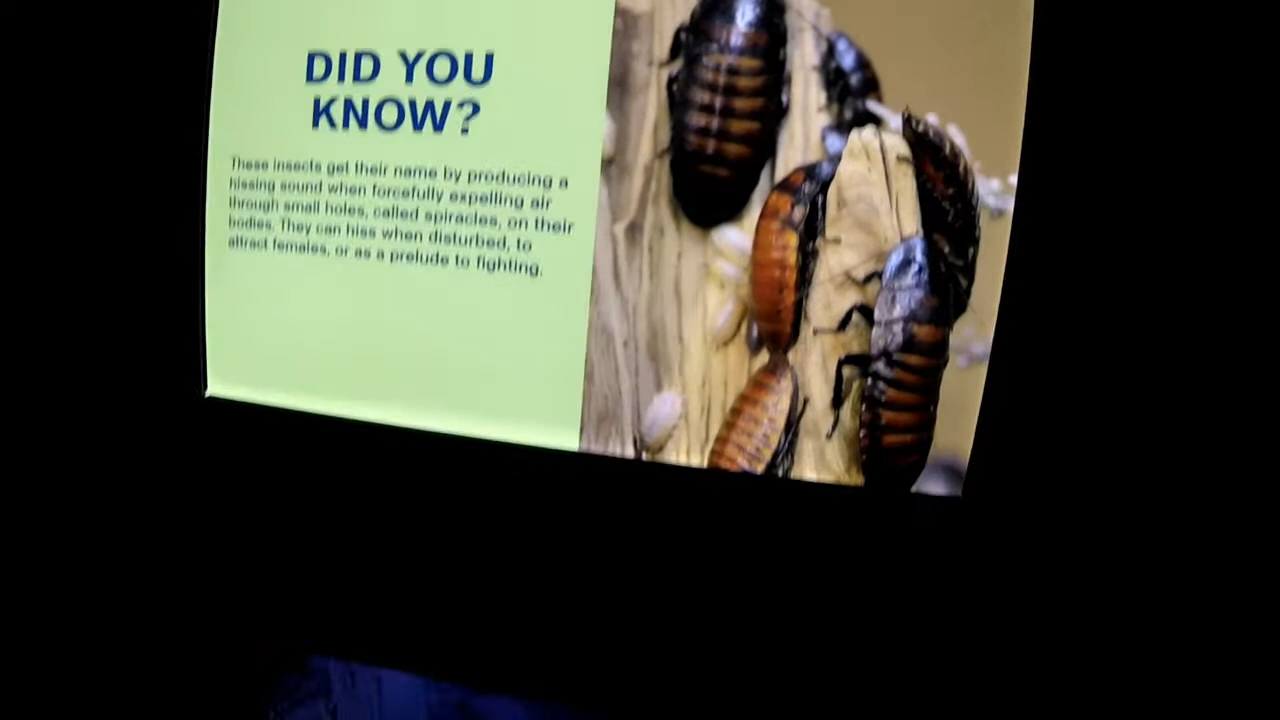 DID YOU
KNOW?
These insects get their name by producing a
hissing sound when forcefully expelling air
through small holes, called spiracles, on their
bodies. They can hiss when disturbed, to
attract females, or as a prelude to fighting.